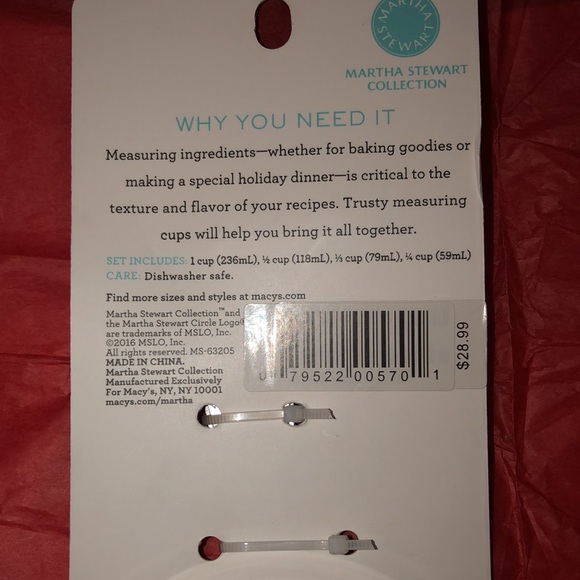 MARTHA
STEWART
MARTHA STEWART
COLLECTION
WHY YOU NEED IT
Measuring ingredients—whether for baking goodies or
making a special holiday dinner—is critical to the
texture and flavor of your recipes. Trusty measuring
cups will help you bring it all together.
SET INCLUDES: 1 cup (236mL), ½ cup (118mL), ⅓ cup (79mL), ¼ cup (59mL)
CARE: Dishwasher safe.
Find more sizes and styles at macys.com
Martha Stewart Collection™ and
the Martha Stewart Circle Logo®
are trademarks of MSLO, Inc.
©2016 MSLO, Inc.
All rights reserved. MS-63205
MADE IN CHINA.
Martha Stewart Collection
Manufactured Exclusively
For Macy's, NY, NY 10001
macys.com/martha
0 79522 00570 1
$28.99